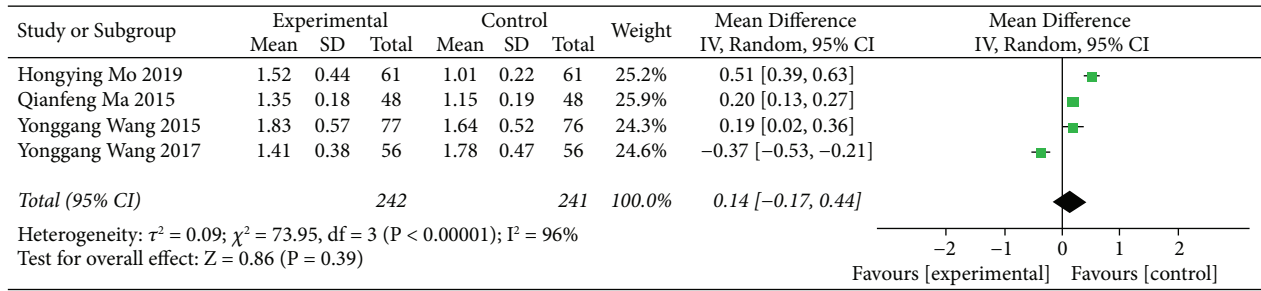 Study or Subgroup Experimental Control Weight Mean Difference Mean Difference
Mean SD Total Mean SD Total IV, Random, 95% CI IV, Random, 95% CI
Hongying Mo 2019 1.52 0.44 61 1.01 0.22 61 25.2% 0.51 [0.39, 0.63]
Qianfeng Ma 2015 1.35 0.18 48 1.15 0.19 48 25.9% 0.20 [0.13, 0.27]
Yonggang Wang 2015 1.83 0.57 77 1.64 0.52 76 24.3% 0.19 [0.02, 0.36]
Yonggang Wang 2017 1.41 0.38 56 1.78 0.47 56 24.6% −0.37 [−0.53, −0.21]
Total (95% CI) 242 241 100.0% 0.14 [−0.17, 0.44]
Heterogeneity: τ² = 0.09; χ² = 73.95, df = 3 (P < 0.00001); I² = 96%
Test for overall effect: Z = 0.86 (P = 0.39)
−2 −1 0 1 2
Favours [experimental] Favours [control]